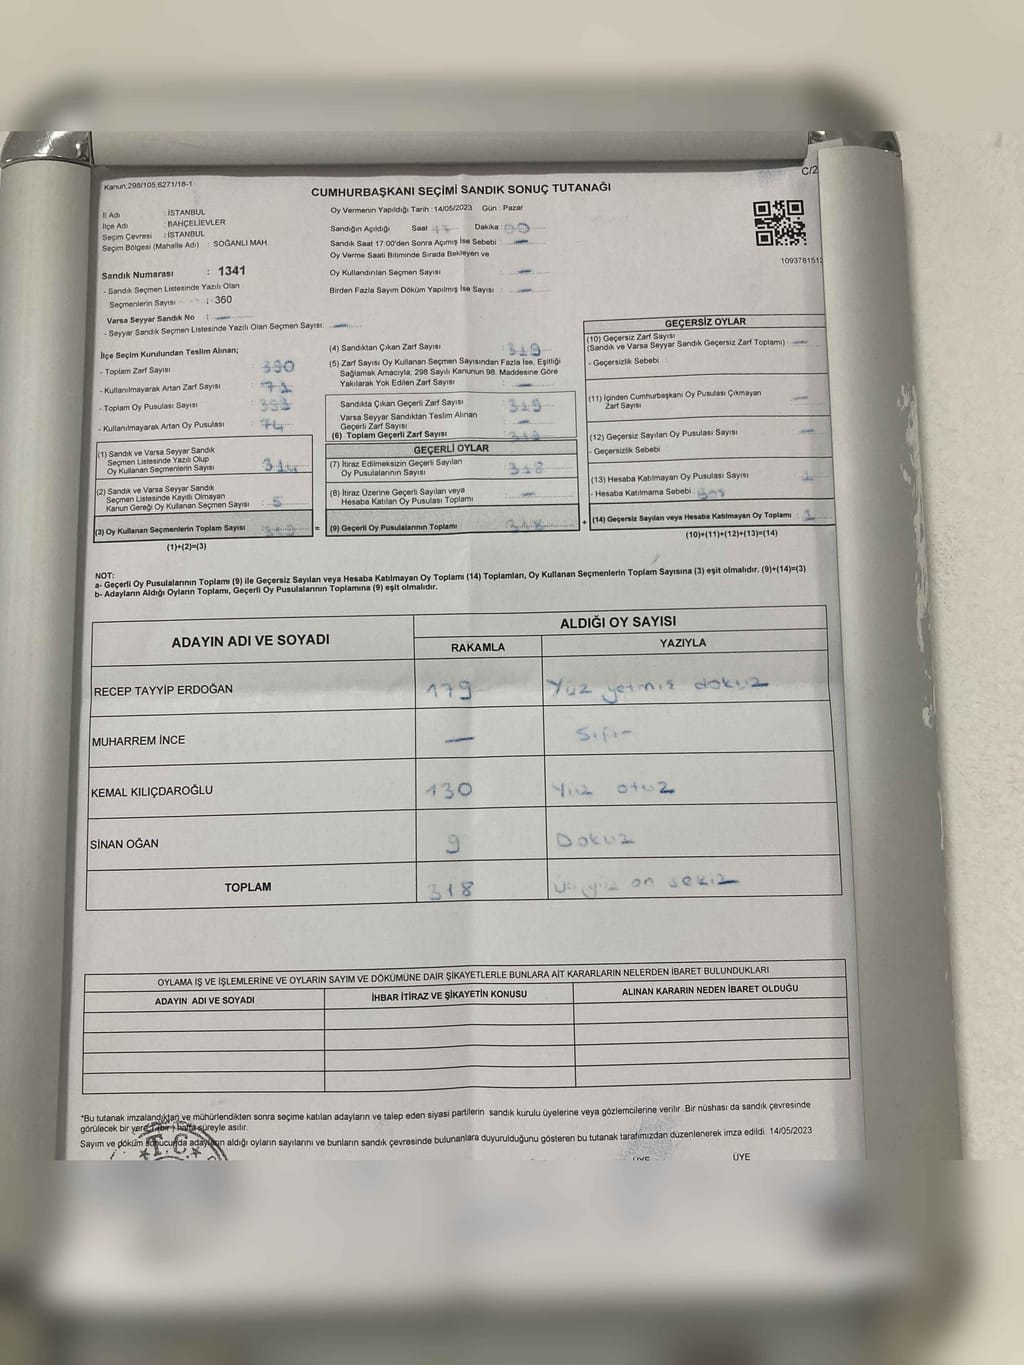 Kanun;298/105,6271/18-1
C/2
CUMHURBAŞKANI SEÇİMİ SANDIK SONUÇ TUTANAĞI
İl Adı : İSTANBUL
İlçe Adı : BAHÇELİEVLER
Seçim Çevresi : İSTANBUL
Seçim Bölgesi (Mahalle Adı) : SOĞANLI MAH.
Sandık Numarası : 1341
- Sandık Seçmen Listesinde Yazılı Olan
Seçmenlerin Sayısı : 360
Varsa Seyyar Sandık No : —
- Seyyar Sandık Seçmen Listesinde Yazılı Olan Seçmen Sayısı: —
Oy Vermenin Yapıldığı Tarih :14/05/2023 Gün : Pazar
Sandığın Açıldığı Saat 17 Dakika : 00
Sandık Saat 17:00'den Sonra Açımış İse Sebebi : —
Oy Verme Saati Bitiminde Sırada Bekleyen ve
Oy Kullandırılan Seçmen Sayısı : —
Birden Fazla Sayım Döküm Yapılmış İse Sayısı : —
1093781512
İlçe Seçim Kurulundan Teslim Alınan;
- Toplam Zarf Sayısı : 390
- Kullanılmayarak Artan Zarf Sayısı : 71
- Toplam Oy Pusulası Sayısı : 393
- Kullanılmayarak Artan Oy Pusulası : 74
(1) Sandık ve Varsa Seyyar Sandık
Seçmen Listesinde Yazılı Olup
Oy Kullanan Seçmenlerin Sayısı : 314
(2) Sandık ve Varsa Seyyar Sandık
Seçmen Listesinde Kayıtlı Olmayan
Kanun Gereği Oy Kullanan Seçmen Sayısı : 5
(3) Oy Kullanan Seçmenlerin Toplam Sayısı : 319
(1)+(2)=(3)
(4) Sandıktan Çıkan Zarf Sayısı : 319
(5) Zarf Sayısı Oy Kullanan Seçmen Sayısından Fazla İse, Eşitliği
Sağlamak Amacıyla, 298 Sayılı Kanunun 98. Maddesine Göre
Yakılarak Yok Edilen Zarf Sayısı : —
Sandıkta Çıkan Geçerli Zarf Sayısı : 319
Varsa Seyyar Sandıktan Teslim Alınan
Geçerli Zarf Sayısı : —
(6) Toplam Geçerli Zarf Sayısı : 319
GEÇERLİ OYLAR
(7) İtiraz Edilmeksizin Geçerli Sayılan
Oy Pusulalarının Sayısı : 318
(8) İtiraz Üzerine Geçerli Sayılan veya
Hesaba Katılan Oy Pusulası Toplamı : —
= (9) Geçerli Oy Pusulalarının Toplamı : 318
GEÇERSİZ OYLAR
(10) Geçersiz Zarf Sayısı
(Sandık ve Varsa Seyyar Sandık Geçersiz Zarf Toplamı) : —
- Geçersizlik Sebebi :
(11) İçinden Cumhurbaşkanı Oy Pusulası Çıkmayan
Zarf Sayısı : —
(12) Geçersiz Sayılan Oy Pusulası Sayısı : —
- Geçersizlik Sebebi
(13) Hesaba Katılmayan Oy Pusulası Sayısı : 1
- Hesaba Katılmama Sebebi : Boş
+ (14) Geçersiz Sayılan veya Hesaba Katılmayan Oy Toplamı : 1
(10)+(11)+(12)+(13)=(14)
NOT:
a- Geçerli Oy Pusulalarının Toplamı (9) ile Geçersiz Sayılan veya Hesaba Katılmayan Oy Toplamı (14) Toplamları, Oy Kullanan Seçmenlerin Toplam Sayısına (3) eşit olmalıdır. (9)+(14)=(3)
b- Adayların Aldığı Oyların Toplamı, Geçerli Oy Pusulalarının Toplamına (9) eşit olmalıdır.
ADAYIN ADI VE SOYADI
ALDIĞI OY SAYISI
RAKAMLA YAZIYLA
RECEP TAYYİP ERDOĞAN 179 Yüz yetmiş dokuz
MUHARREM İNCE — Sıfır
KEMAL KILIÇDAROĞLU 130 Yüz otuz
SİNAN OĞAN 9 Dokuz
TOPLAM 318 Üçyüz on sekiz
OYLAMA İŞ VE İŞLEMLERİNE VE OYLARIN SAYIM VE DÖKÜMÜNE DAİR ŞİKAYETLERLE BUNLARA AİT KARARLARIN NELERDEN İBARET BULUNDUKLARI
ADAYIN ADI VE SOYADI İHBAR İTİRAZ VE ŞİKAYETİN KONUSU ALINAN KARARIN NEDEN İBARET OLDUĞU
*Bu tutanak imzalandıktan ve mühürlendikten sonra seçime katılan adayların ve talep eden siyasi partilerin sandık kurulu üyelerine veya gözlemcilerine verilir. Bir nüshası da sandık çevresinde
görülecek bir yere 1 (bir) hafta süreyle asılır.
Sayım ve döküm sonucunda adayların aldığı oyların sayılarını ve bunların sandık çevresinde bulunanlara duyurulduğunu gösteren bu tutanak tarafımızdan düzenlenerek imza edildi. 14/05/2023
T.C.
ÜYE ÜYE